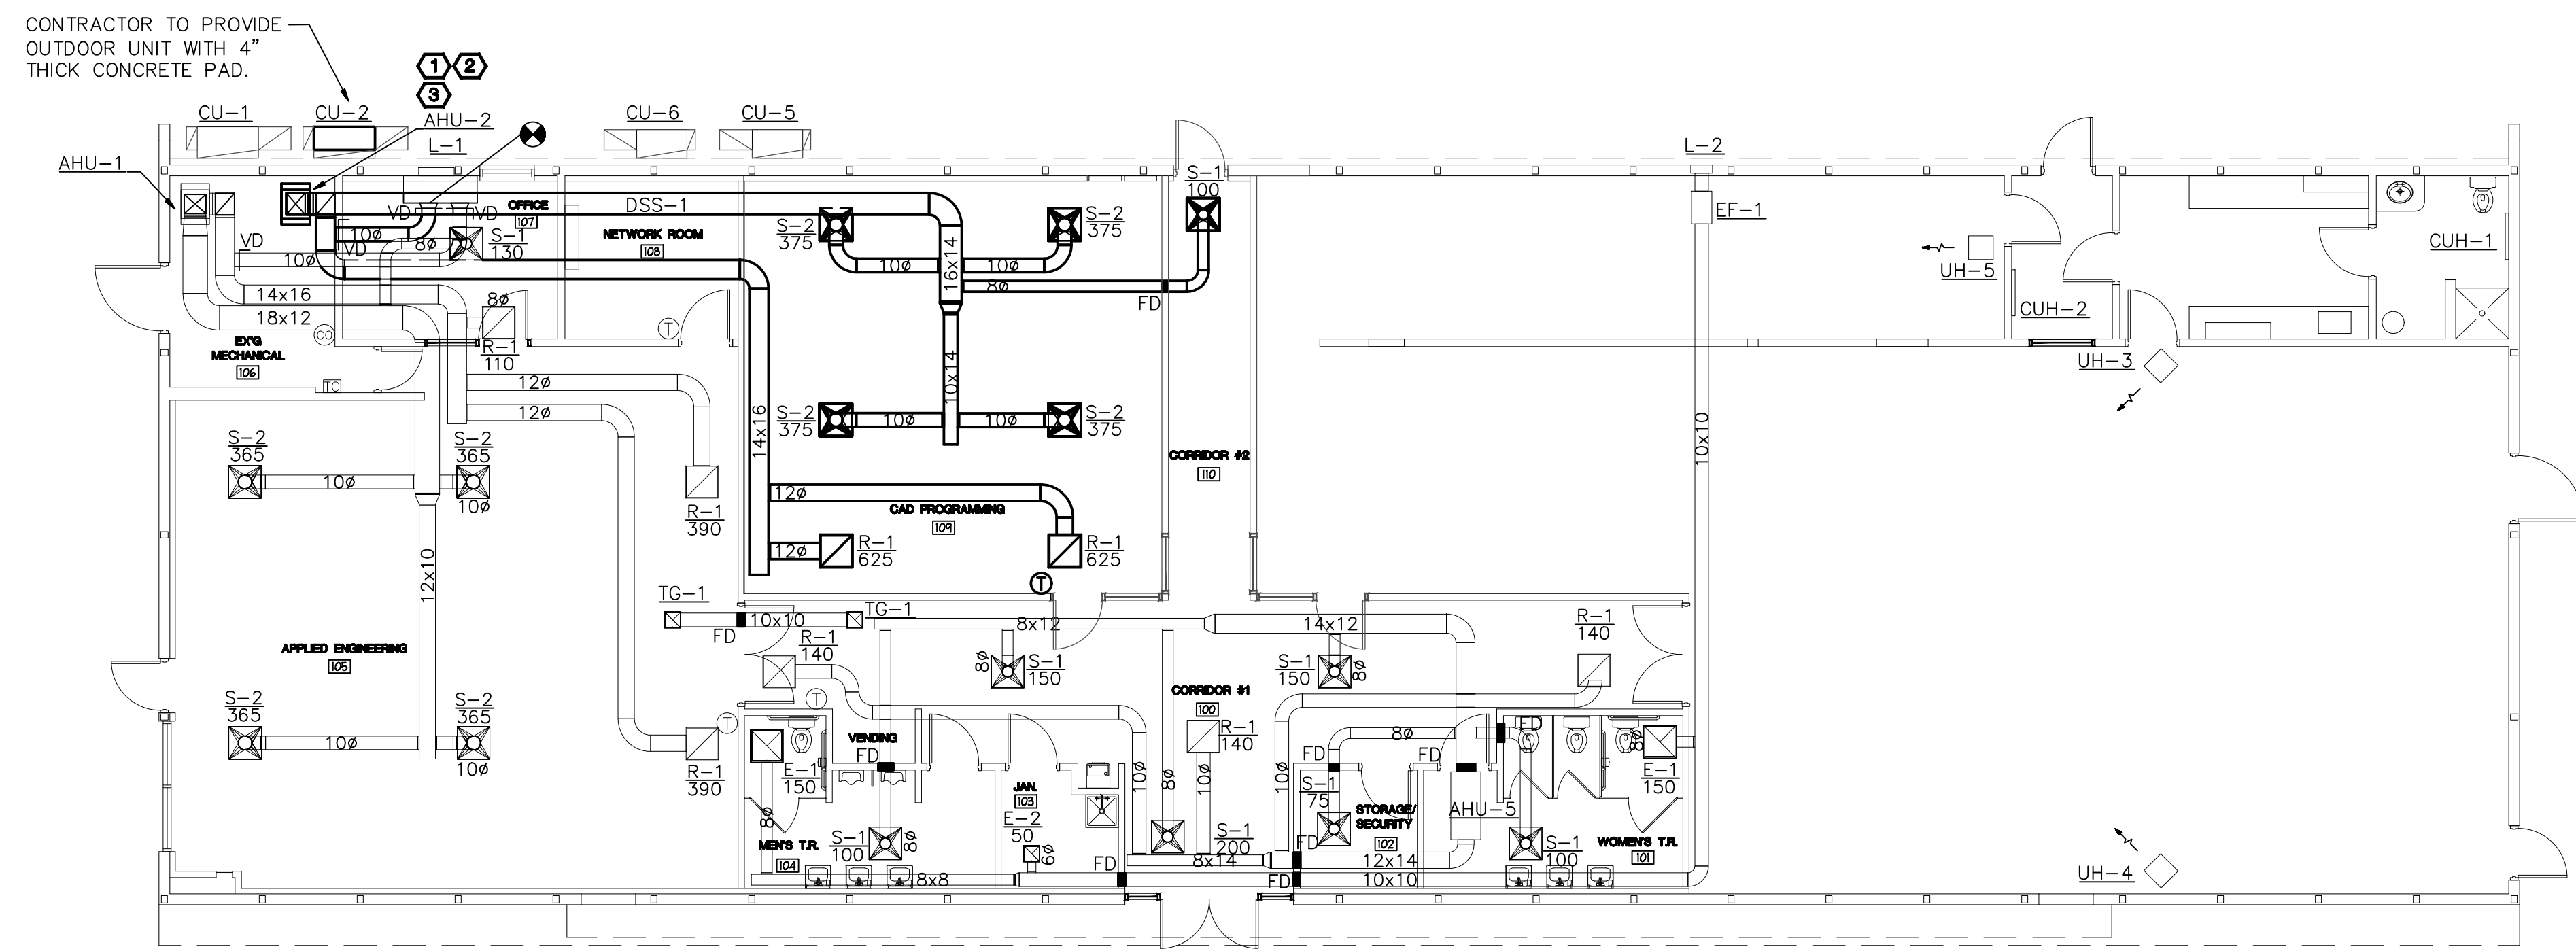 CONTRACTOR TO PROVIDE
OUTDOOR UNIT WITH 4"
THICK CONCRETE PAD.
1 2
3
CU-1
CU-2
AHU-2
CU-6
CU-5
L-1
AHU-1
L-2
S-1
100
VD
VD
OFFICE
107
DSS-1
S-2
375
S-2
375
EF-1
10ø
8ø
S-1
130
NETWORK ROOM
108
VD
10ø
CUH-1
UH-5
10ø
10ø
16x14
8ø
FD
14x16
8ø
18x12
CO
T
CUH-2
EX'G
MECHANICAL
106
R-1
110
UH-3
TC
12ø
10x14
12ø
14x16
S-2
375
10ø
10ø
S-2
375
10x10
S-2
365
S-2
365
CORRIDOR #2
110
10ø
10ø
12ø
R-1
390
CAD PROGRAMMING
109
12ø
R-1
625
R-1
625
12x10
T
TG-1
10x10
TG-1
FD
8x12
14x12
R-1
140
R-1
140
APPLIED ENGINEERING
105
8ø
S-1
150
S-1
150
8ø
CORRIDOR #1
100
T
S-2
365
S-2
365
T
10ø
10ø
R-1
390
VENDING
FD
R-1
140
8ø
FD
8ø
FD
FD
E-1
150
E-1
150
10ø
8ø
10ø
10ø
S-1
75
JAN.
103
E-2
50
6ø
8ø
STORAGE/
SECURITY
102
AHU-5
MEN'S T.R.
104
S-1
100
8ø
S-1
200
FD
S-1
100
WOMEN'S T.R.
101
FD
8x14
12x14
8x8
FD
10x10
UH-4